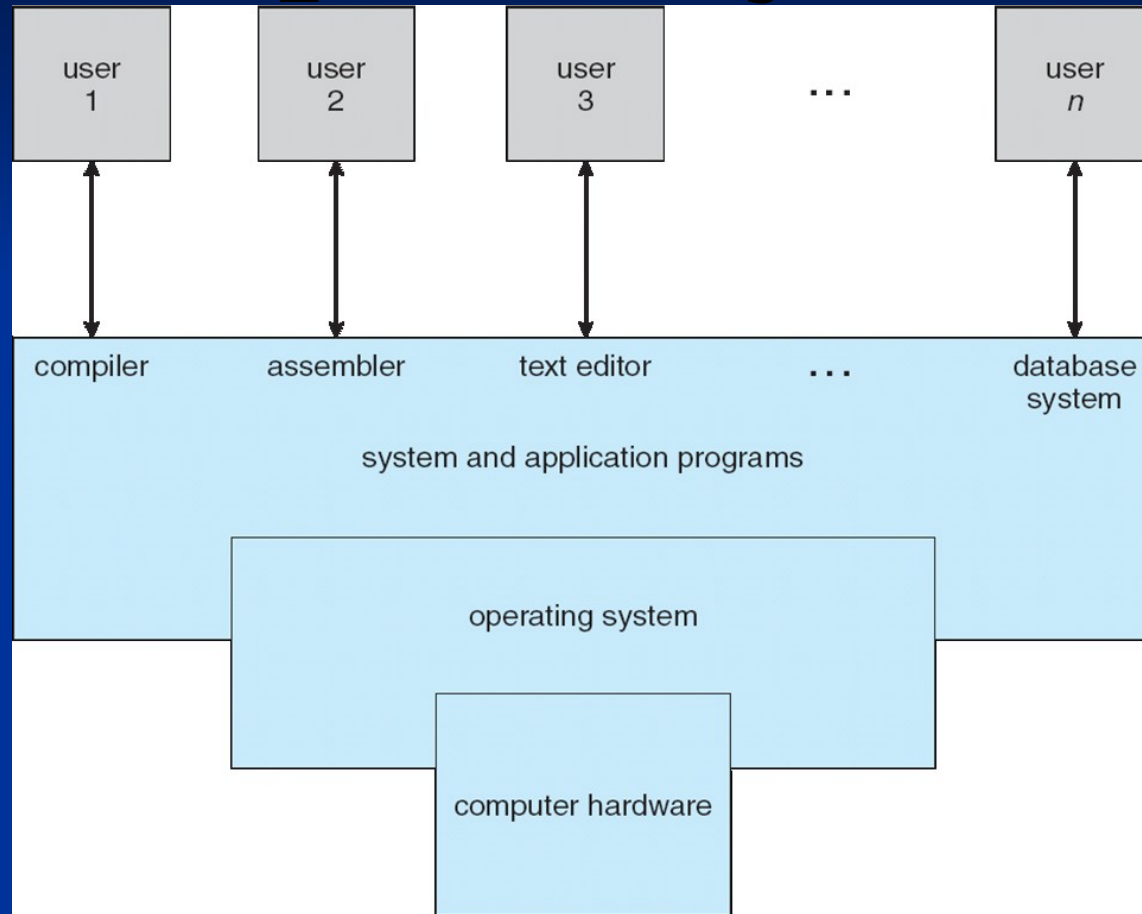 user
1
user
2
user
3
...
user
n
compiler
assembler
text editor
...
database
system
system and application programs
operating system
computer hardware